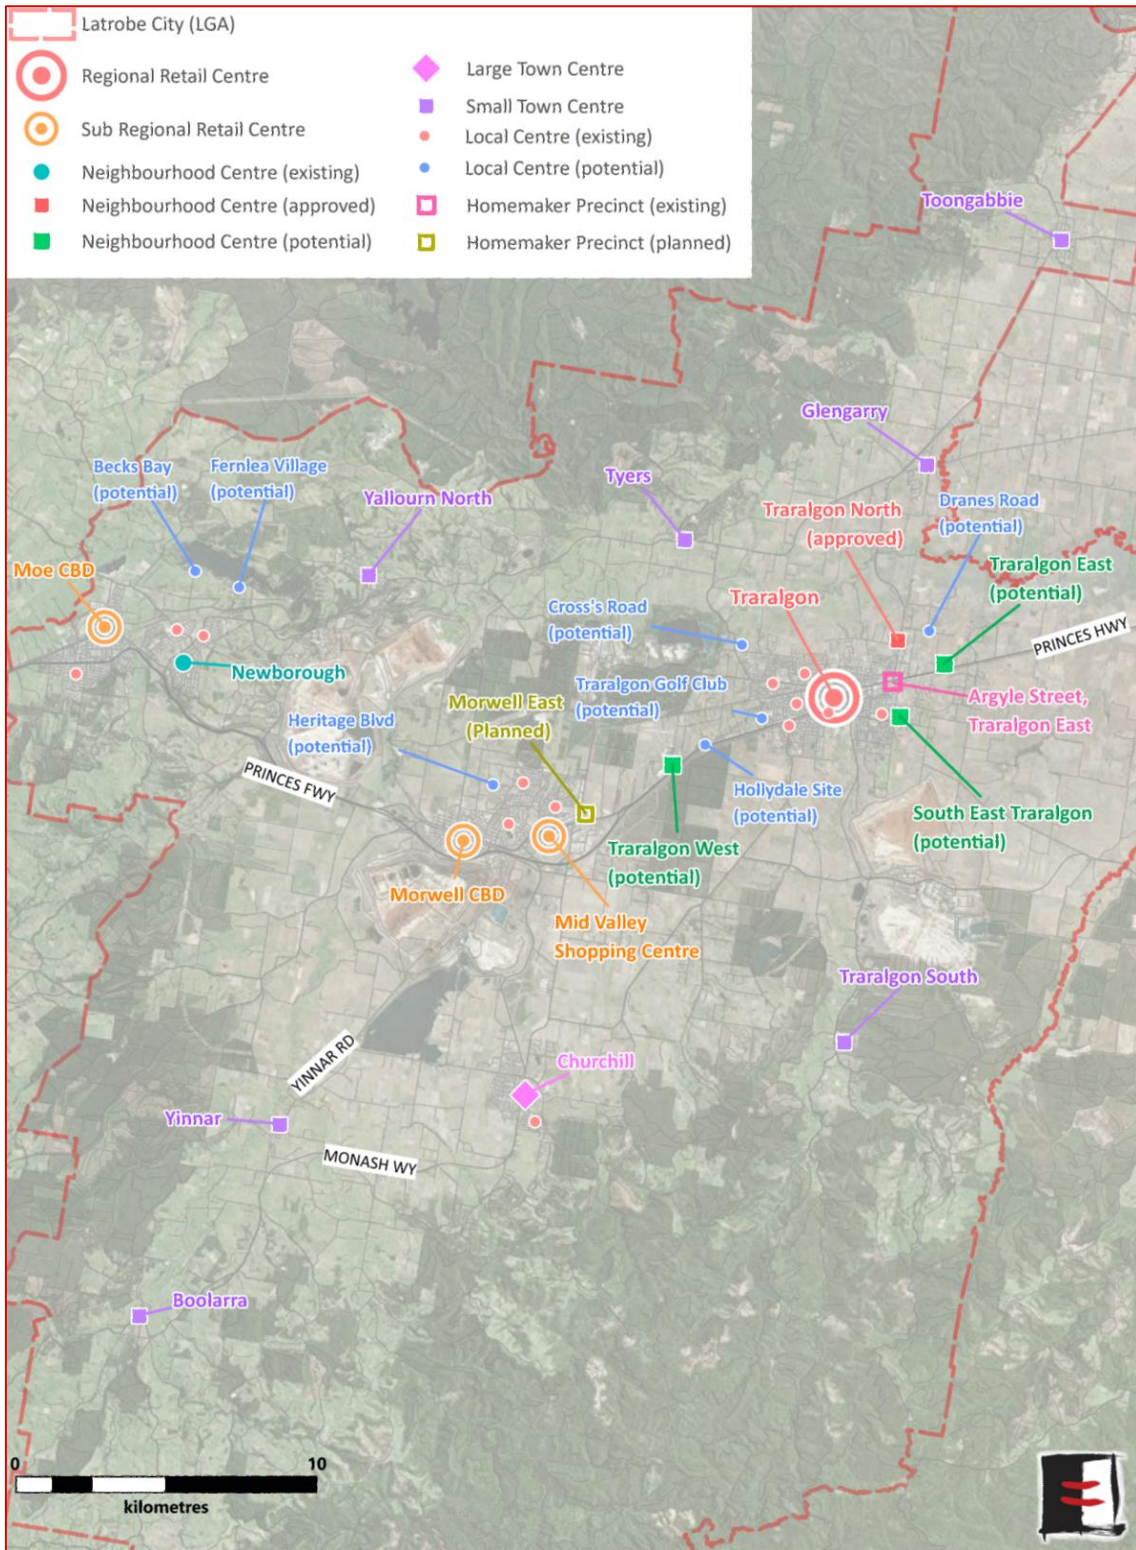 Latrobe City (LGA)
Regional Retail Centre
Sub Regional Retail Centre
Neighbourhood Centre (existing)
Neighbourhood Centre (approved)
Neighbourhood Centre (potential)
Large Town Centre
Small Town Centre
Local Centre (existing)
Local Centre (potential)
Homemaker Precinct (existing)
Homemaker Precinct (planned)
Toongabbie
Glengarry
Becks Bay
(potential)
Fernlea Village
(potential)
Yallourn North
Tyers
Traralgon North
(approved)
Dranes Road
(potential)
Moe CBD
Traralgon East
(potential)
Traralgon
Cross's Road
(potential)
PRINCES HWY
Newborough
Traralgon Golf Club
(potential)
Argyle Street,
Traralgon East
Morwell East
(Planned)
Heritage Blvd
(potential)
PRINCES FWY
Hollydale Site
(potential)
South East Traralgon
(potential)
Traralgon West
(potential)
Morwell CBD
Mid Valley
Shopping Centre
Traralgon South
YINNAR RD
Churchill
Yinnar
MONASH WY
Boolarra
0 10
kilometres